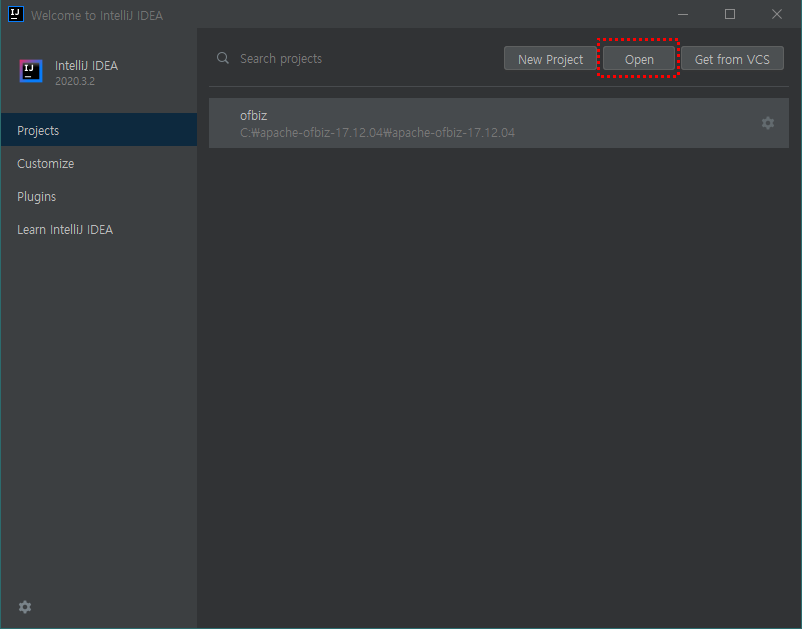 Welcome to IntelliJ IDEA
IntelliJ IDEA
2020.3.2
Projects
Customize
Plugins
Learn IntelliJ IDEA
Search projects
New Project
Open
Get from VCS
ofbiz
C:₩apache-ofbiz-17.12.04₩apache-ofbiz-17.12.04